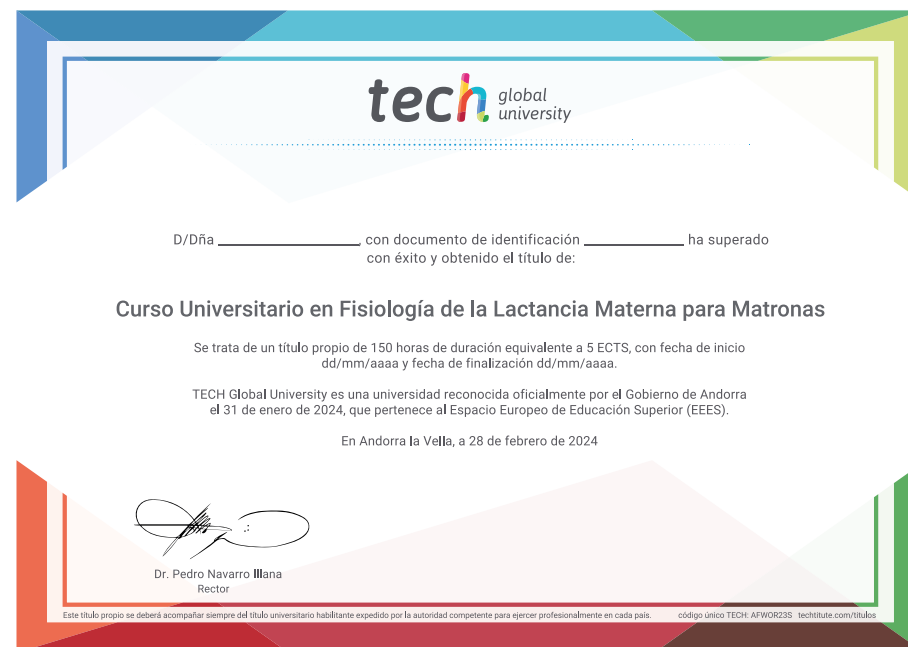 tech global university
D/Dña ____________________, con documento de identificación ______________ ha superado
con éxito y obtenido el título de:
Curso Universitario en Fisiología de la Lactancia Materna para Matronas
Se trata de un título propio de 150 horas de duración equivalente a 5 ECTS, con fecha de inicio
dd/mm/aaaa y fecha de finalización dd/mm/aaaa.
TECH Global University es una universidad reconocida oficialmente por el Gobierno de Andorra
el 31 de enero de 2024, que pertenece al Espacio Europeo de Educación Superior (EEES).
En Andorra la Vella, a 28 de febrero de 2024
Dr. Pedro Navarro Illana
Rector
Este título propio se deberá acompañar siempre del título universitario habilitante expedido por la autoridad competente para ejercer profesionalmente en cada país. código único TECH: AFWOR23S techtitute.com/titulos